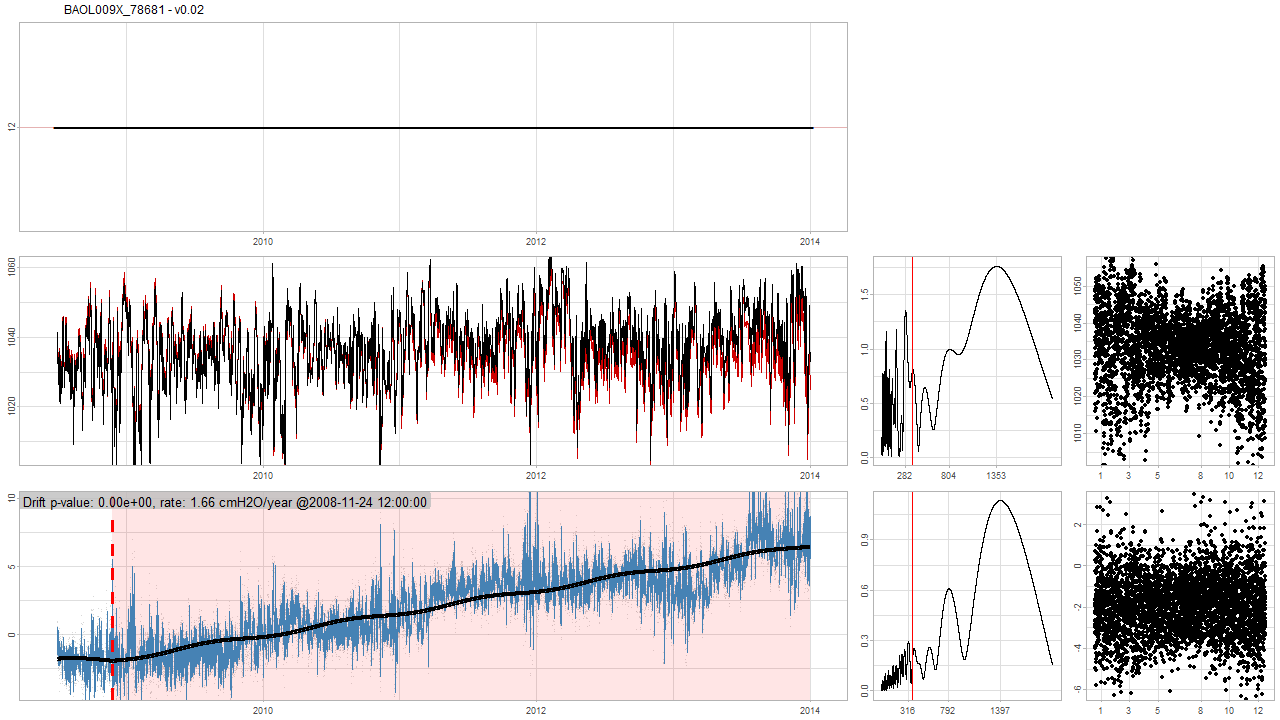 BAOL009X_78681 - v0.02
12
2010 2012 2014
1020 1040 1060
2010 2012 2014
0.0 0.5 1.0 1.5
282 804 1353
1010 1020 1030 1040 1050
1 3 5 8 10 12
Drift p-value: 0.00e+00, rate: 1.66 cmH2O/year @2008-11-24 12:00:00
0 5 10
2010 2012 2014
0.0 0.3 0.6 0.9
316 792 1397
-6 -4 -2 0 2
1 3 5 8 10 12